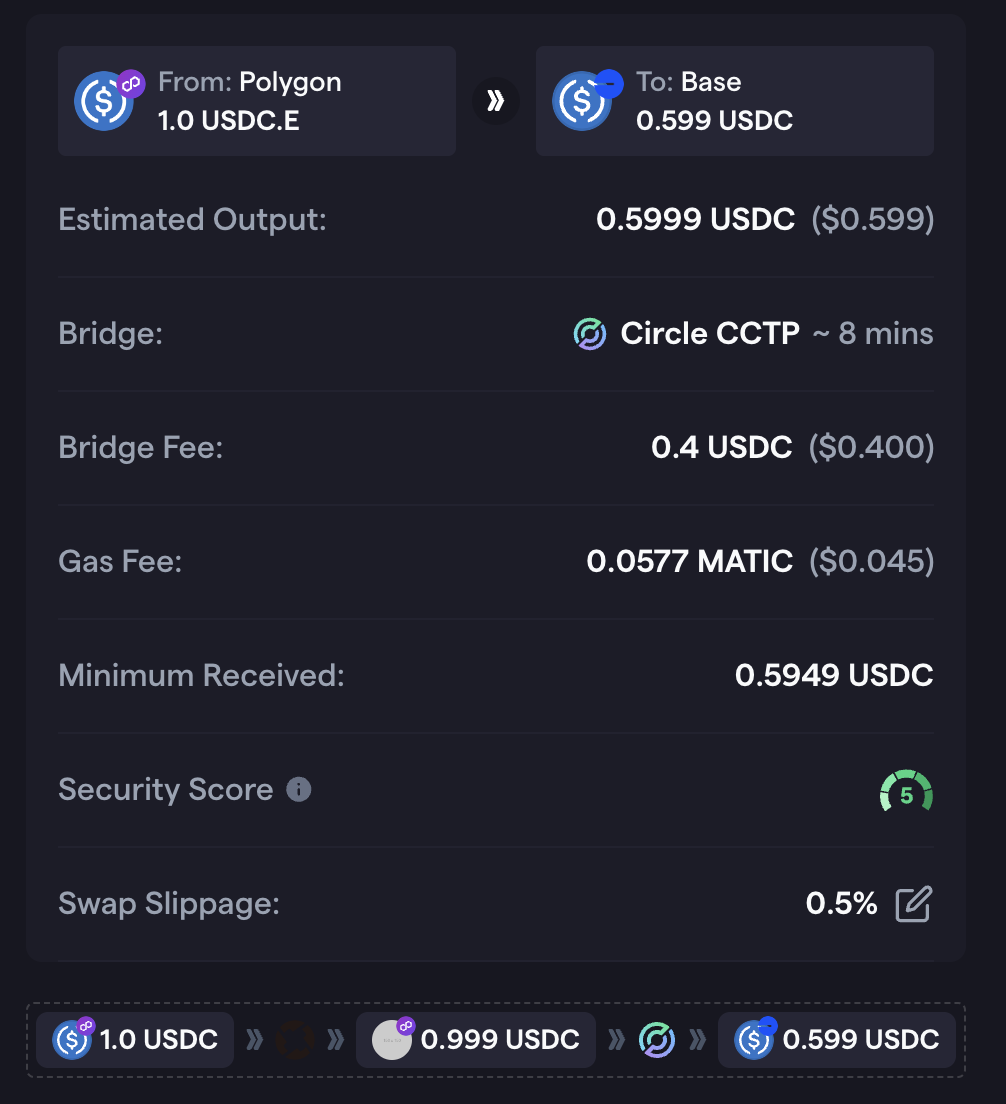 From: Polygon
1.0 USDC.E
To: Base
0.599 USDC
Estimated Output: 0.5999 USDC ($0.599)
Bridge: Circle CCTP ~ 8 mins
Bridge Fee: 0.4 USDC ($0.400)
Gas Fee: 0.0577 MATIC ($0.045)
Minimum Received: 0.5949 USDC
Security Score 5
Swap Slippage: 0.5%
1.0 USDC 0.999 USDC 0.599 USDC